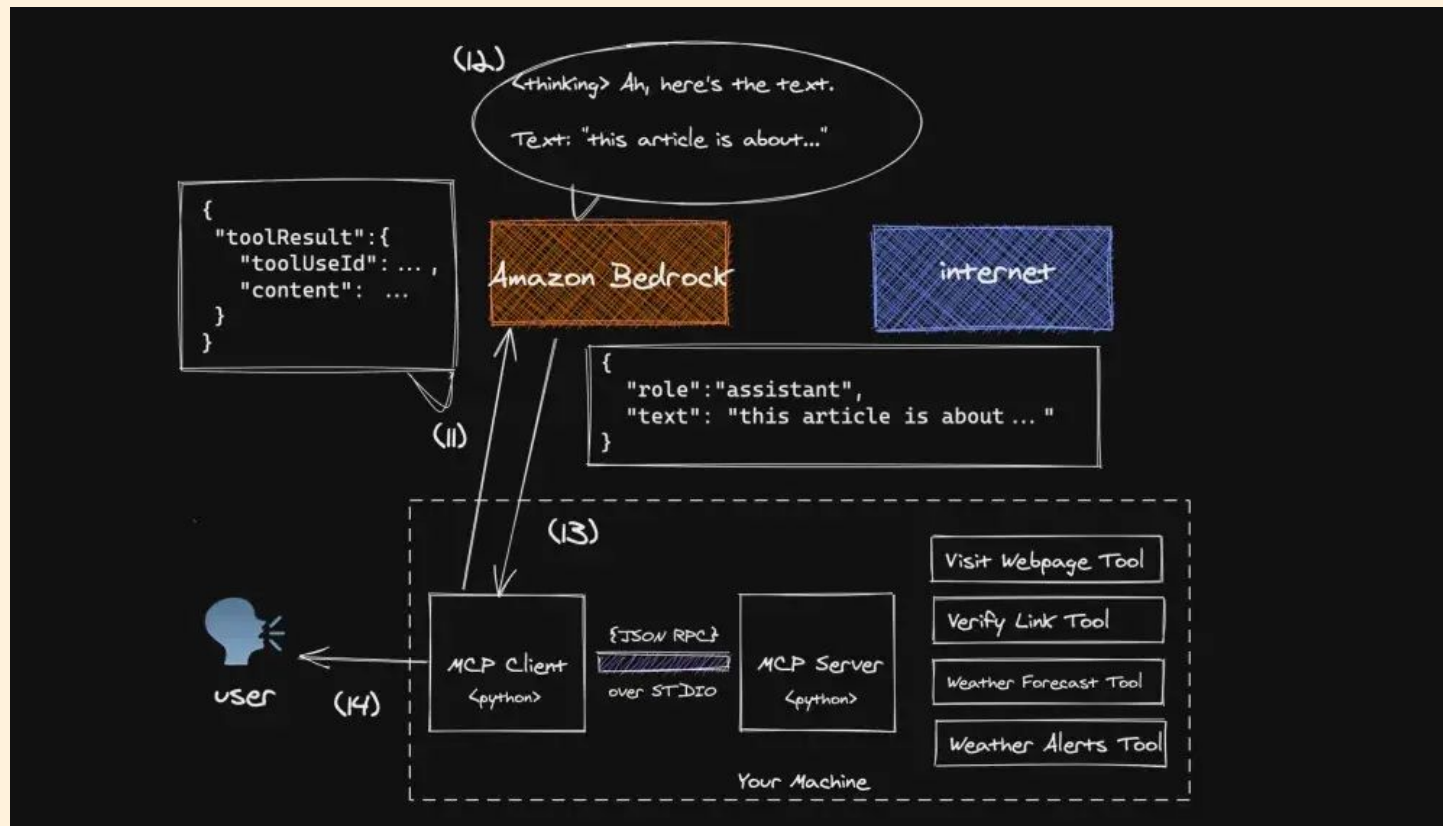 (12)
<thinking> Ah, here's the text.
Text: "this article is about..."
{
"toolResult":{
"toolUseId": ...,
"content": ...
}
}
Amazon Bedrock
internet
{
"role":"assistant",
"text": "this article is about ... "
}
(11)
(13)
Visit Webpage Tool
Verify Link Tool
Weather Forecast Tool
Weather Alerts Tool
{JSON RPC}
over STDIO
MCP Client
<python>
MCP Server
<python>
user
(14)
Your Machine